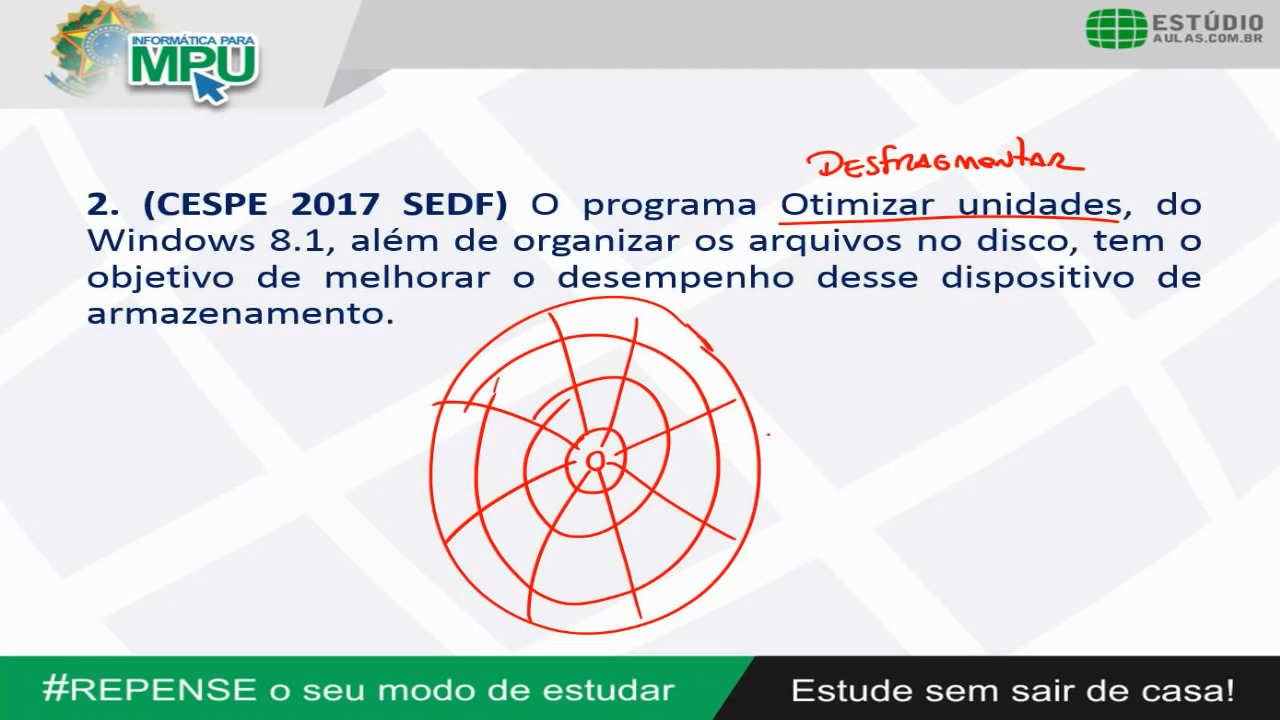 INFORMÁTICA PARA
MPU
ESTÚDIO
AULAS.COM.BR
DESFRAGMENTAR
2. (CESPE 2017 SEDF) O programa Otimizar unidades, do
Windows 8.1, além de organizar os arquivos no disco, tem o
objetivo de melhorar o desempenho desse dispositivo de
armazenamento.
#REPENSE o seu modo de estudar
Estude sem sair de casa!